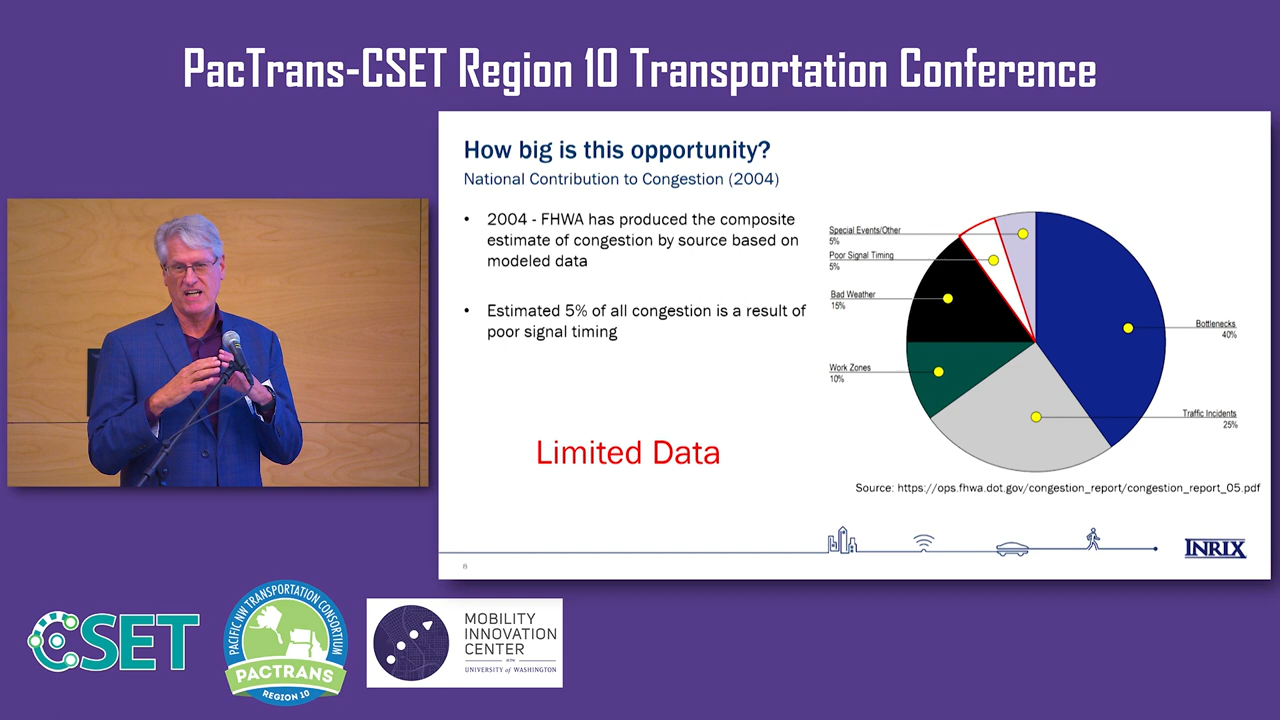 PacTrans-CSET Region 10 Transportation Conference
How big is this opportunity?
National Contribution to Congestion (2004)
• 2004 - FHWA has produced the composite
estimate of congestion by source based on
modeled data
• Estimated 5% of all congestion is a result of
poor signal timing
Limited Data
Special Events/Other
5%
Poor Signal Timing
5%
Bad Weather
15%
Work Zones
10%
Bottlenecks
40%
Traffic Incidents
25%
Source: https://ops.fhwa.dot.gov/congestion_report/congestion_report_05.pdf
8
INRIX
CSET
PACIFIC NW TRANSPORTATION CONSORTIUM
PACTRANS
REGION 10
MOBILITY
INNOVATION
CENTER
UNIVERSITY of WASHINGTON